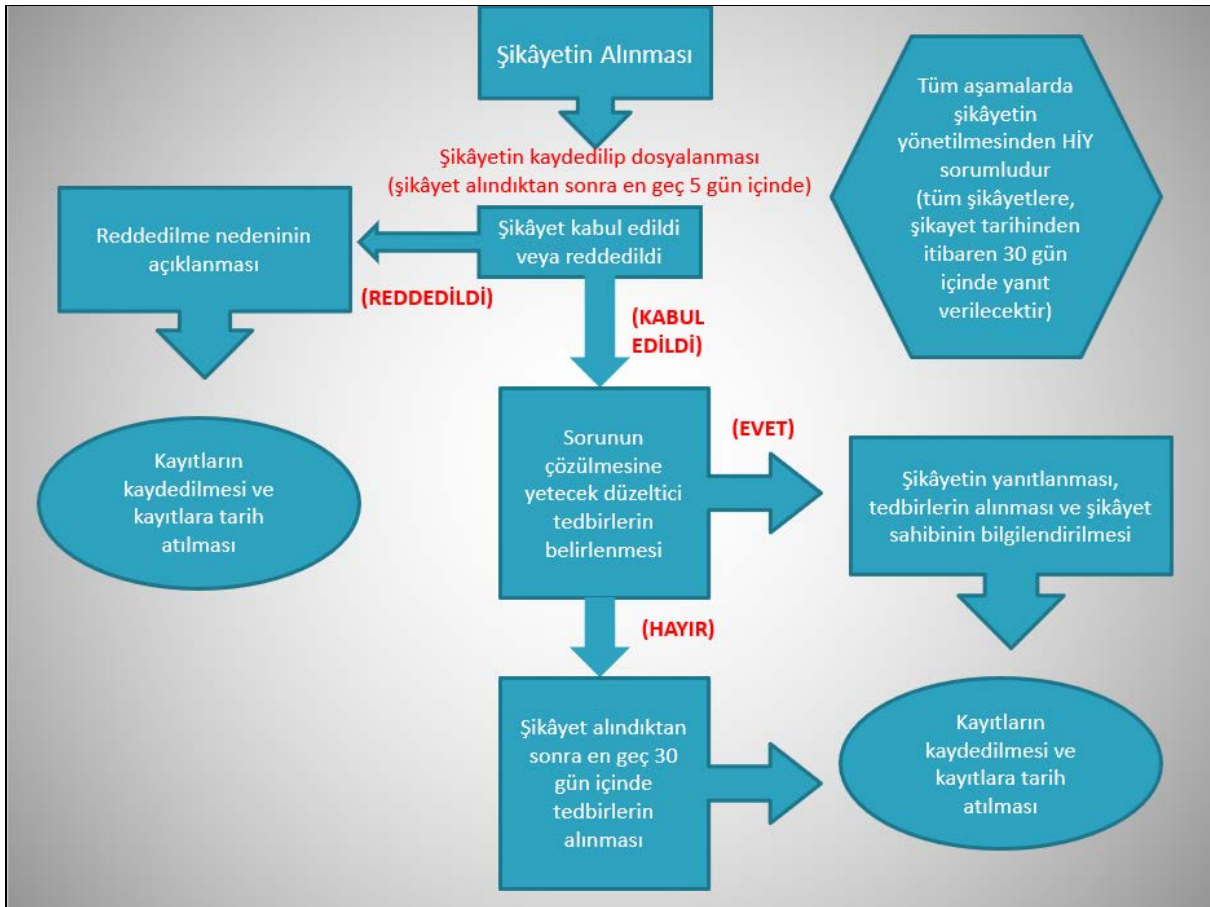 Şikâyetin Alınması
Tüm aşamalarda
şikâyetin
yönetilmesinden HİY
sorumludur
(tüm şikâyetlere,
şikayet tarihinden
itibaren 30 gün
içinde yanıt
verilecektir)
Şikâyetin kaydedilip dosyalanması
(şikâyet alındıktan sonra en geç 5 gün içinde)
Şikâyet kabul edildi
veya reddedildi
Reddedilme nedeninin
açıklanması
(REDDEDİLDİ)
(KABUL
EDİLDİ)
Kayıtların
kaydedilmesi ve
kayıtlara tarih
atılması
Sorunun
çözülmesine
yetecek düzeltici
tedbirlerin
belirlenmesi
(EVET)
Şikâyetin yanıtlanması,
tedbirlerin alınması ve şikâyet
sahibinin bilgilendirilmesi
(HAYIR)
Şikâyet alındıktan
sonra en geç 30
gün içinde
tedbirlerin
alınması
Kayıtların
kaydedilmesi ve
kayıtlara tarih
atılması